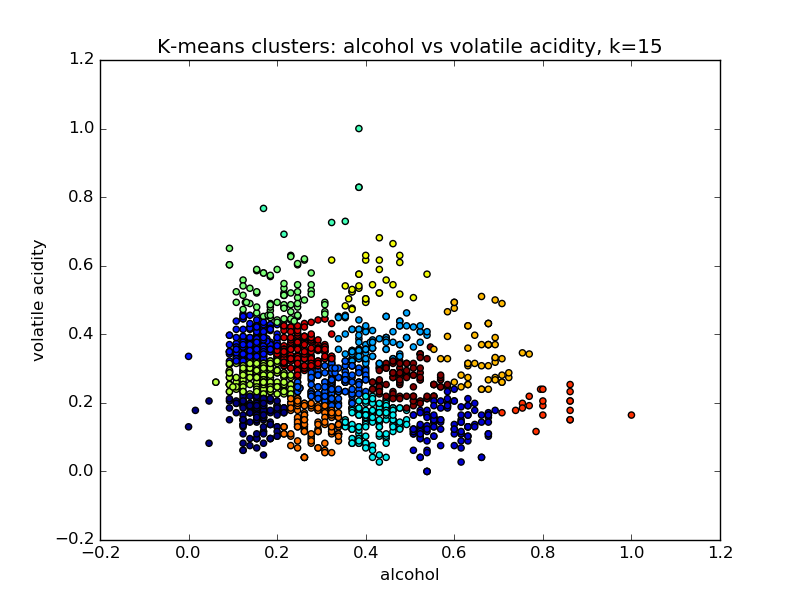 K-means clusters: alcohol vs volatile acidity, k=15
1.2
1.0
0.8
0.6
0.4
0.2
0.0
−0.2
volatile acidity
−0.2 0.0 0.2 0.4 0.6 0.8 1.0 1.2
alcohol